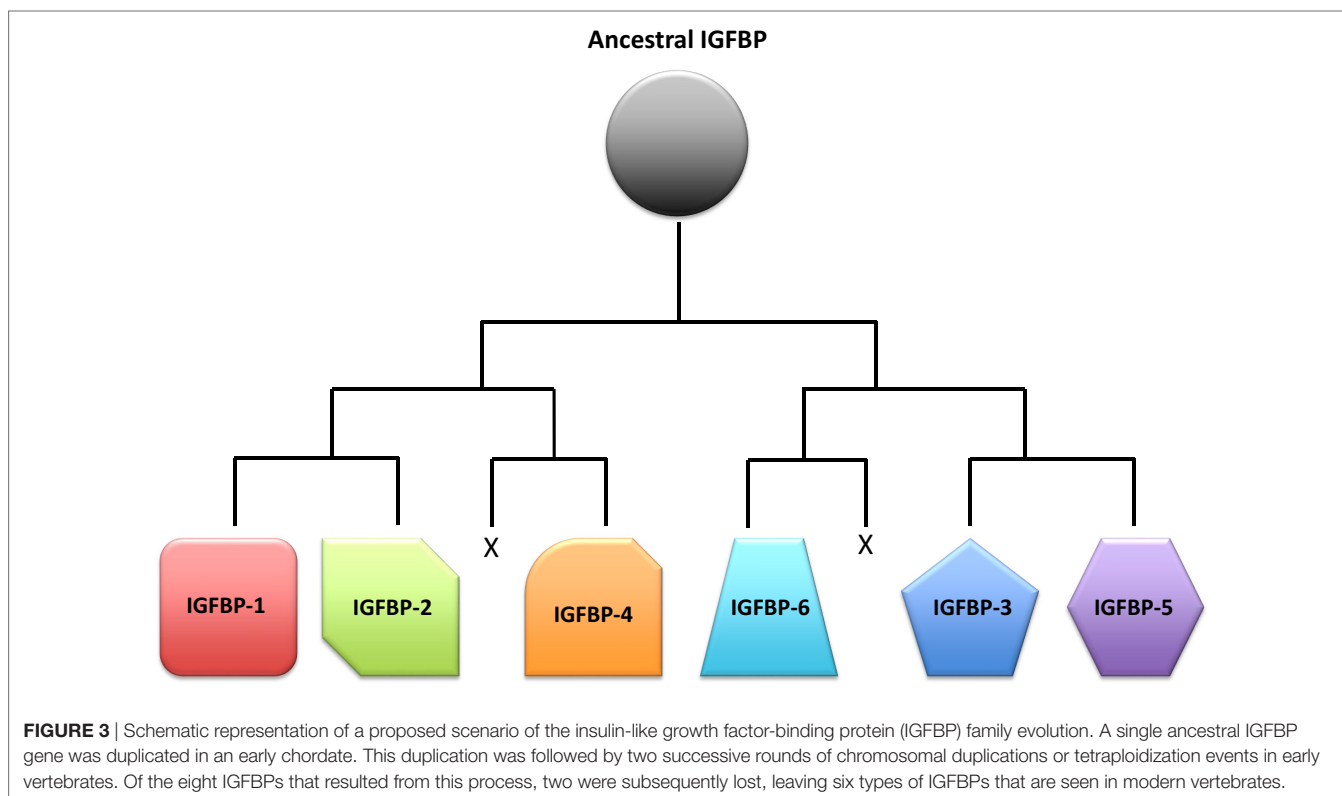 Ancestral IGFBP
X
X
IGFBP-1
IGFBP-2
IGFBP-4
IGFBP-6
IGFBP-3
IGFBP-5
FIGURE 3 | Schematic representation of a proposed scenario of the insulin-like growth factor-binding protein (IGFBP) family evolution. A single ancestral IGFBP
gene was duplicated in an early chordate. This duplication was followed by two successive rounds of chromosomal duplications or tetraploidization events in early
vertebrates. Of the eight IGFBPs that resulted from this process, two were subsequently lost, leaving six types of IGFBPs that are seen in modern vertebrates.